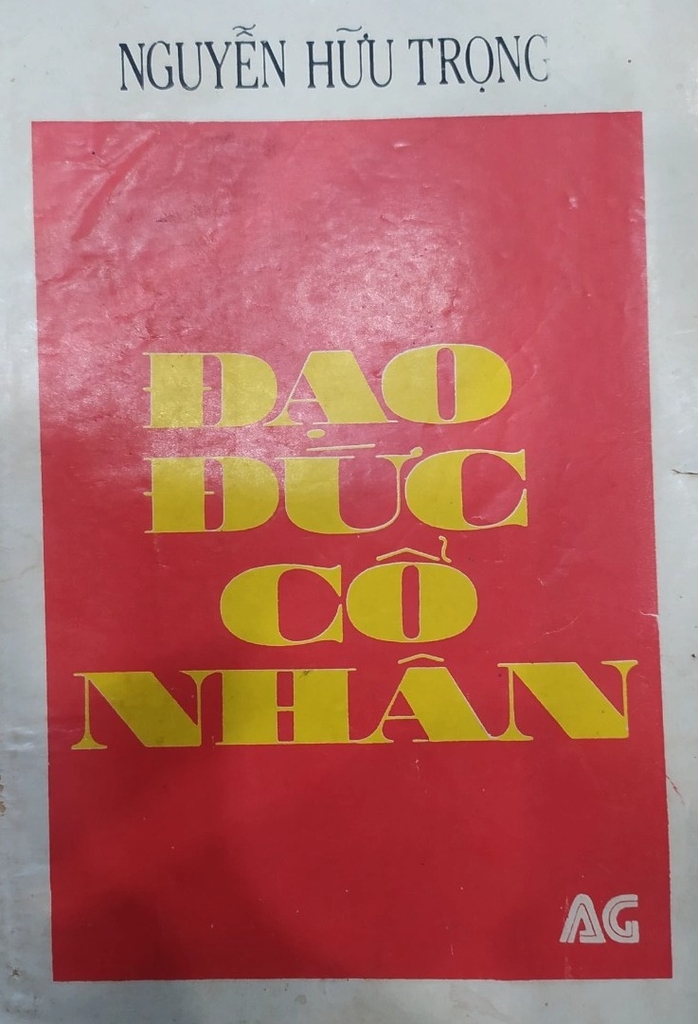 NGUYỄN HỮU TRỌNG
ĐẠO
ĐỨC
CỔ
NHÂN
AG